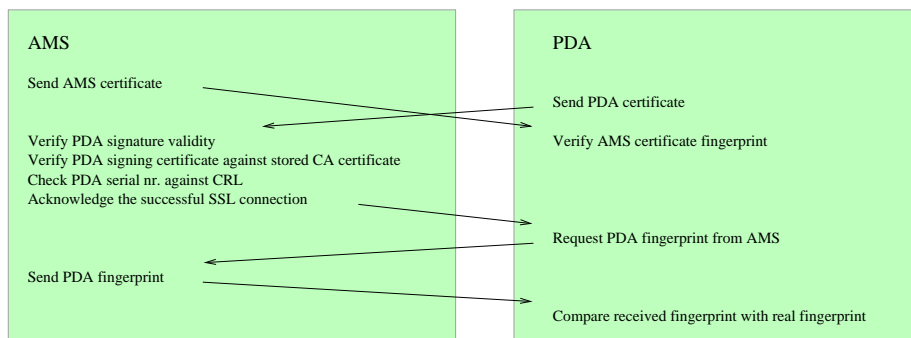 AMS
Send AMS certificate
Verify PDA signature validity
Verify PDA signing certificate against stored CA certificate
Check PDA serial nr. against CRL
Acknowledge the successful SSL connection
Send PDA fingerprint
PDA
Send PDA certificate
Verify AMS certificate fingerprint
Request PDA fingerprint from AMS
Compare received fingerprint with real fingerprint